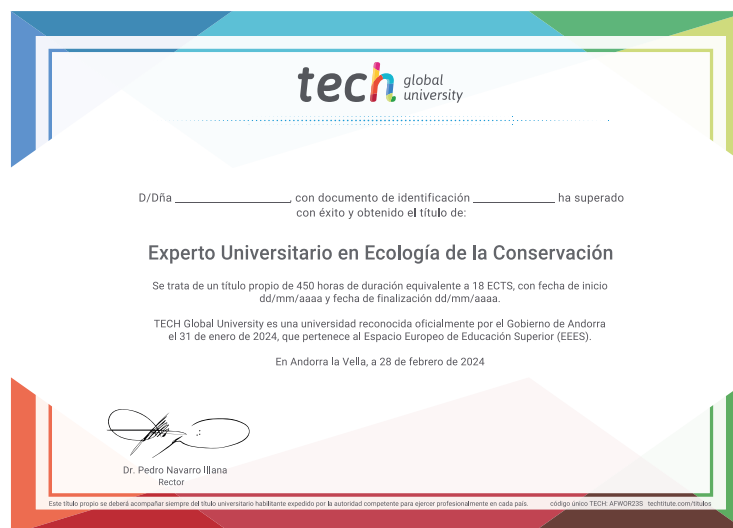 tech global university
D/Dña ____________, con documento de identificación ____________ ha superado
con éxito y obtenido el título de:
Experto Universitario en Ecología de la Conservación
Se trata de un título propio de 450 horas de duración equivalente a 18 ECTS, con fecha de inicio
dd/mm/aaaa y fecha de finalización dd/mm/aaaa.
TECH Global University es una universidad reconocida oficialmente por el Gobierno de Andorra
el 31 de enero de 2024, que pertenece al Espacio Europeo de Educación Superior (EEES).
En Andorra la Vella, a 28 de febrero de 2024
Dr. Pedro Navarro Illana
Rector
Este título propio se deberá acompañar siempre del título universitario habilitante expedido por la autoridad competente para ejercer profesionalmente en cada país. código único TECH: AFWOR23S techtitute.com/titulos